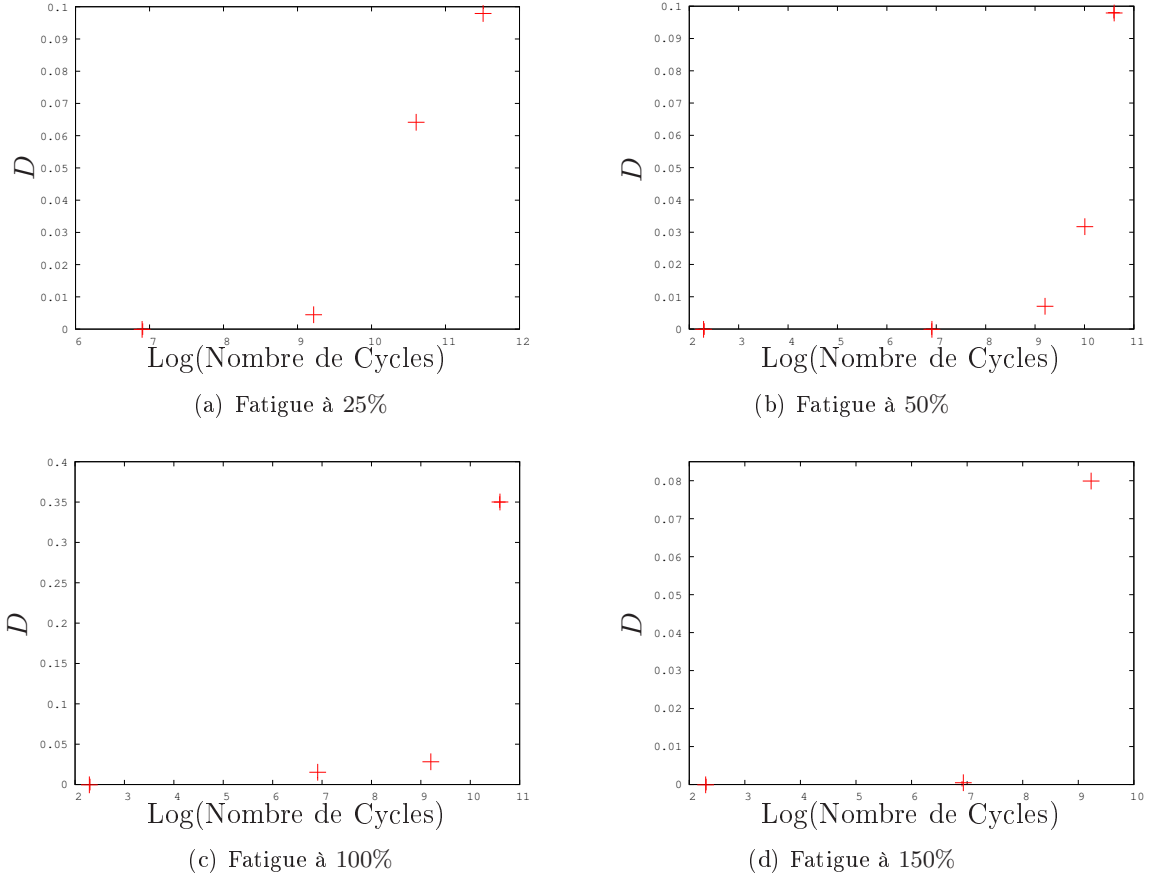 0.1
0.09
0.08
0.07
0.06
0.05
0.04
0.03
0.02
0.01
0
D
6 7 8 9 10 11 12
Log(Nombre de Cycles)
(a) Fatigue à 25%
0.1
0.09
0.08
0.07
0.06
0.05
0.04
0.03
0.02
0.01
0
D
2 3 4 5 6 7 8 9 10 11
Log(Nombre de Cycles)
(b) Fatigue à 50%
0.4
0.35
0.3
0.25
0.2
0.15
0.1
0.05
0
D
2 3 4 5 6 7 8 9 10 11
Log(Nombre de Cycles)
(c) Fatigue à 100%
0.08
0.07
0.06
0.05
0.04
0.03
0.02
0.01
0
D
2 3 4 5 6 7 8 9 10
Log(Nombre de Cycles)
(d) Fatigue à 150%